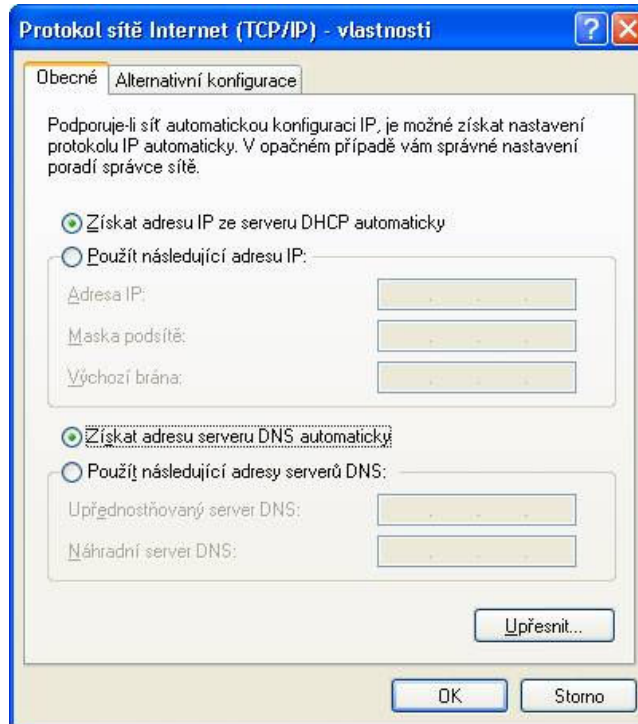 Protokol sítě Internet (TCP/IP) - vlastnosti
Obecné
Alternativní konfigurace
Podporuje-li síť automatickou konfiguraci IP, je možné získat nastavení
protokolu IP automaticky. V opačném případě vám správné nastavení
poradí správce sítě.
Získat adresu IP ze serveru DHCP automaticky
Použít následující adresu IP:
Adresa IP:
Maska podsítě:
Výchozí brána:
Získat adresu serveru DNS automaticky
Použít následující adresy serverů DNS:
Upřednostňovaný server DNS:
Náhradní server DNS:
Upřesnit...
OK
Storno